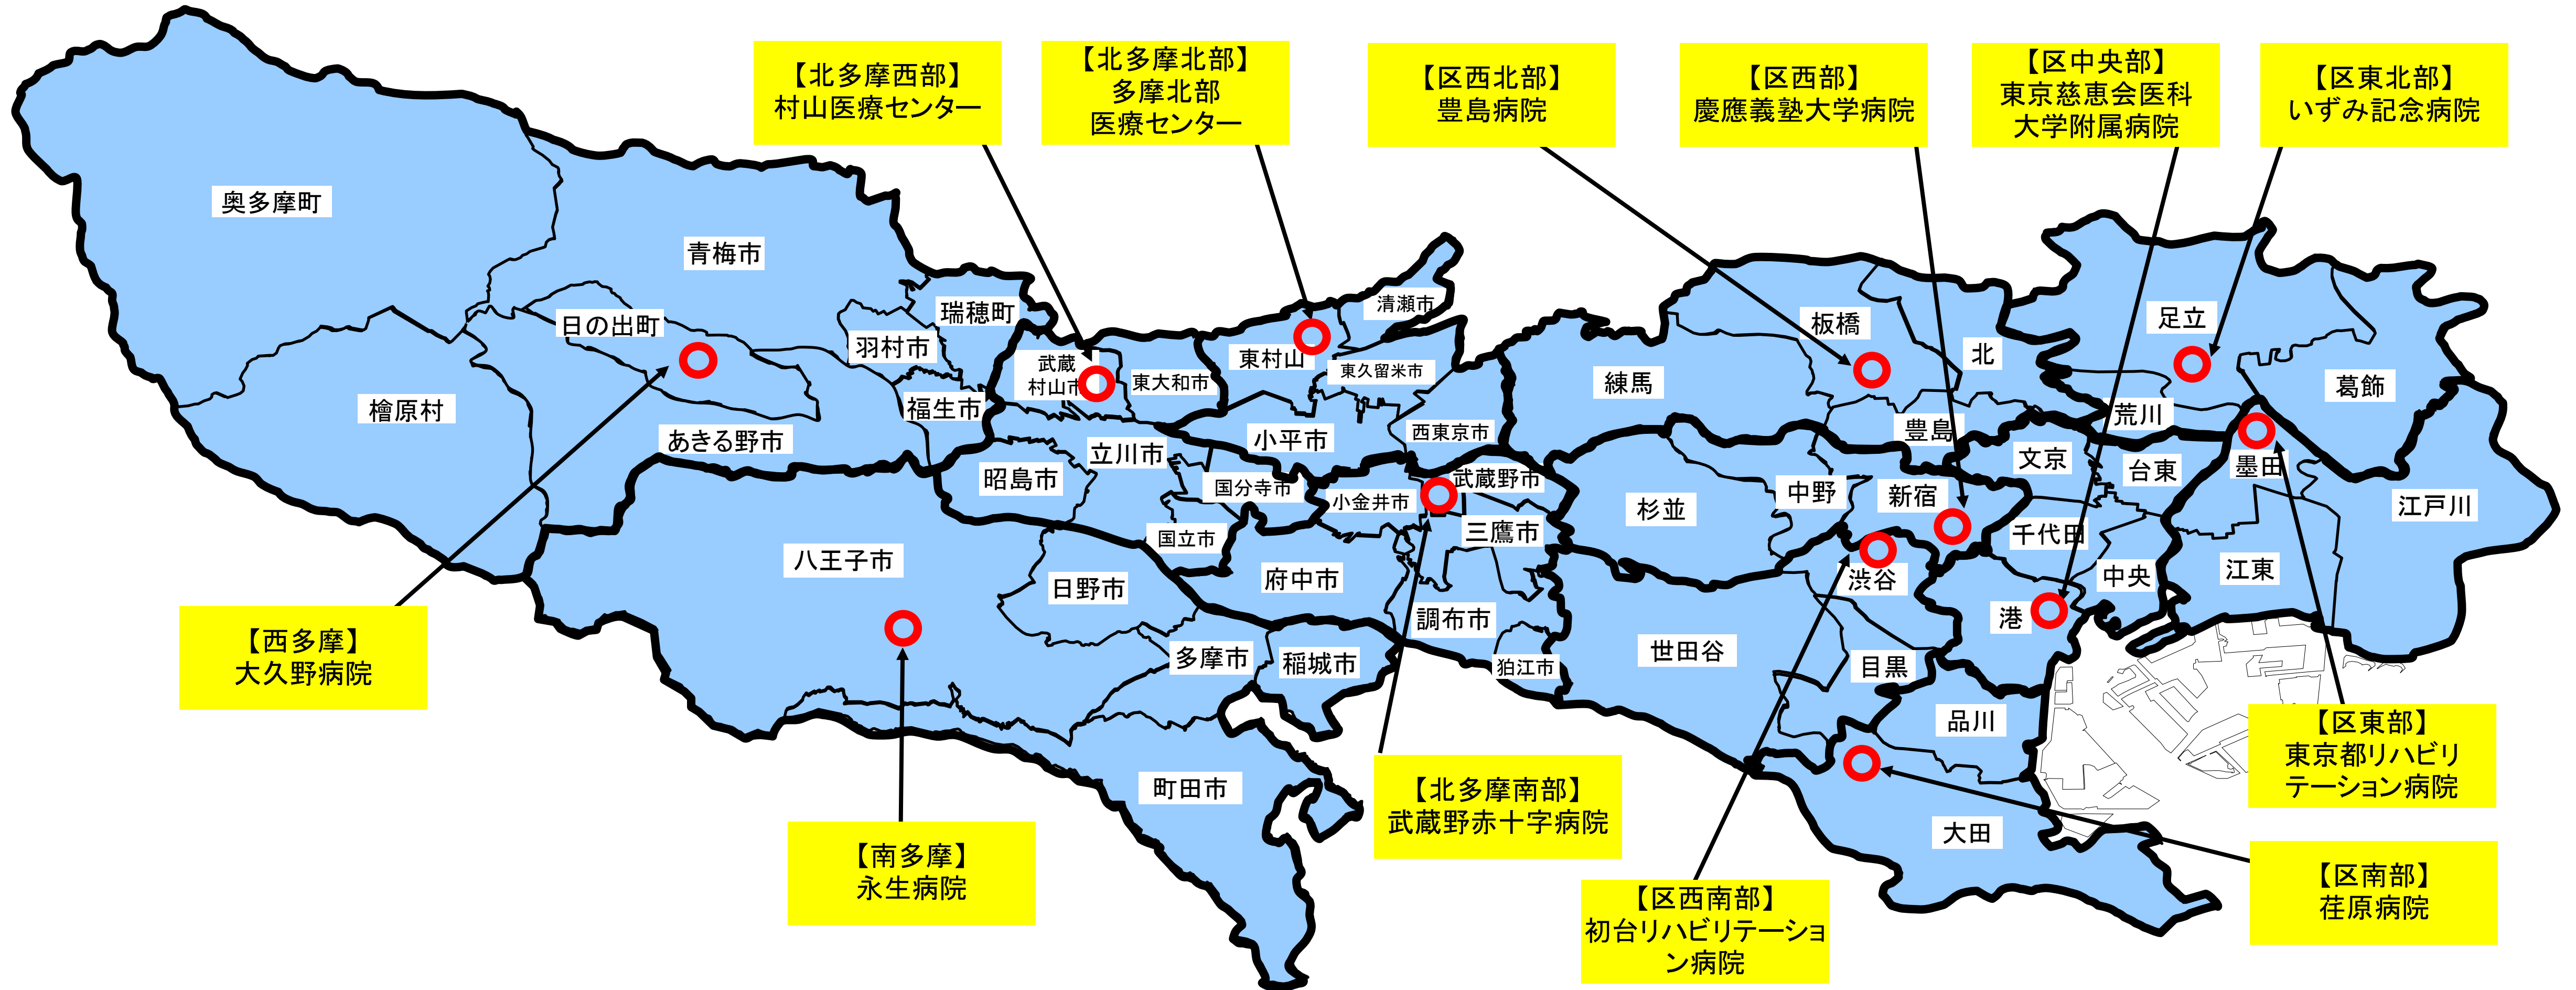 【北多摩西部】
村山医療センター
【北多摩北部】
多摩北部
医療センター
【区西北部】
豊島病院
【区西部】
慶應義塾大学病院
【区中央部】
東京慈恵会医科
大学附属病院
【区東北部】
いずみ記念病院
奥多摩町
青梅市
日の出町
瑞穂町
羽村市
檜原村
福生市
あきる野市
武蔵
村山市
東大和市
東村山
清瀬市
東久留米市
小平市
西東京市
立川市
昭島市
国分寺市
小金井市
武蔵野市
国立市
三鷹市
府中市
八王子市
日野市
調布市
多摩市
稲城市
狛江市
町田市
板橋
北
足立
練馬
豊島
荒川
葛飾
文京
台東
墨田
杉並
中野
新宿
江戸川
千代田
渋谷
中央
江東
港
世田谷
目黒
品川
大田
【西多摩】
大久野病院
【南多摩】
永生病院
【北多摩南部】
武蔵野赤十字病院
【区西南部】
初台リハビリテーショ
ン病院
【区東部】
東京都リハビリ
テーション病院
【区南部】
荏原病院